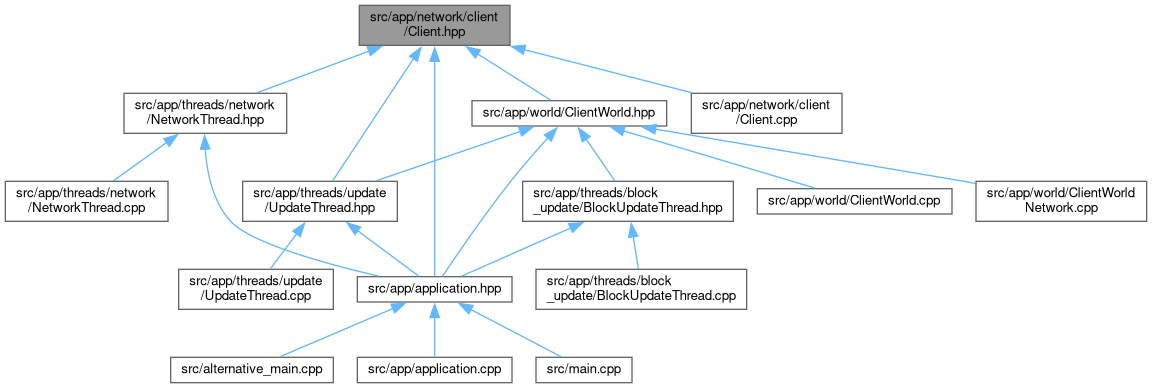 src/app/network/client
/Client.hpp
src/app/threads/network
/NetworkThread.hpp
src/app/world/ClientWorld.hpp
src/app/network/client
/Client.cpp
src/app/threads/network
/NetworkThread.cpp
src/app/threads/update
/UpdateThread.hpp
src/app/threads/block
_update/BlockUpdateThread.hpp
src/app/world/ClientWorld.cpp
src/app/world/ClientWorld
Network.cpp
src/app/threads/update
/UpdateThread.cpp
src/app/application.hpp
src/app/threads/block
_update/BlockUpdateThread.cpp
src/alternative_main.cpp
src/app/application.cpp
src/main.cpp